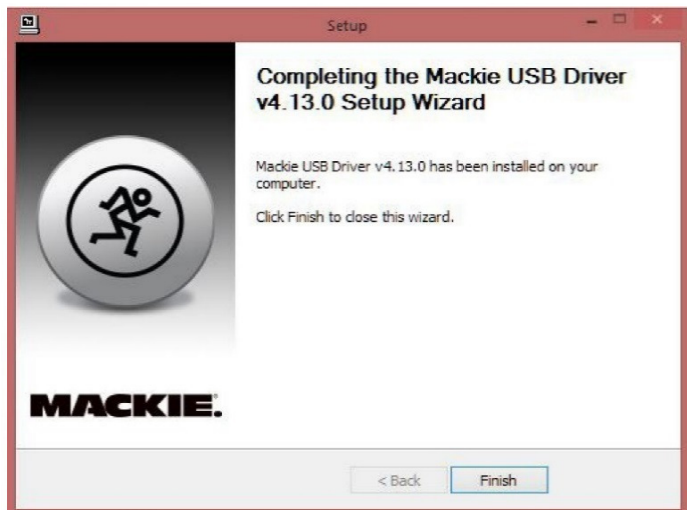 Setup
Completing the Mackie USB Driver
v4.13.0 Setup Wizard
Mackie USB Driver v4.13.0 has been installed on your
computer.
Click Finish to close this wizard.
MACKIE.
< Back
Finish